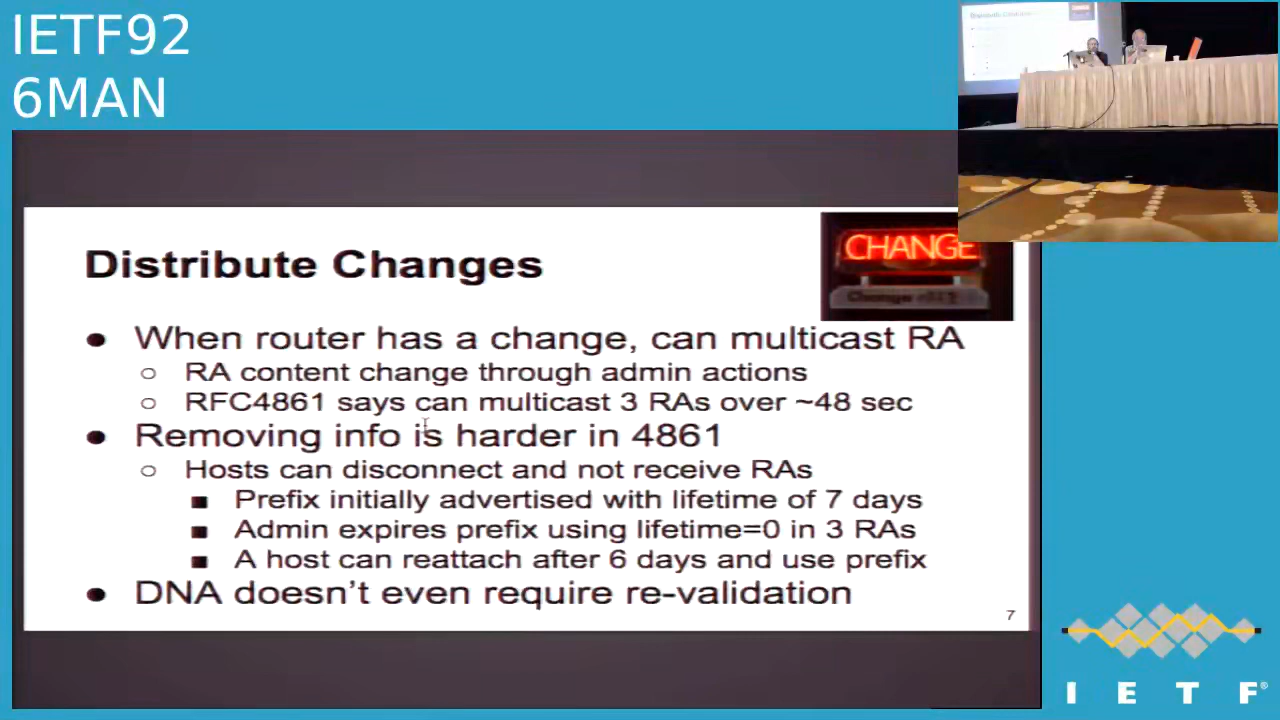 IETF92
6MAN
CHANGE
Distribute Changes
● When router has a change, can multicast RA
○ RA content change through admin actions
○ RFC4861 says can multicast 3 RAs over ~48 sec
● Removing info is harder in 4861
○ Hosts can disconnect and not receive RAs
■ Prefix initially advertised with lifetime of 7 days
■ Admin expires prefix using lifetime=0 in 3 RAs
■ A host can reattach after 6 days and use prefix
● DNA doesn't even require re-validation
7
I E T F®